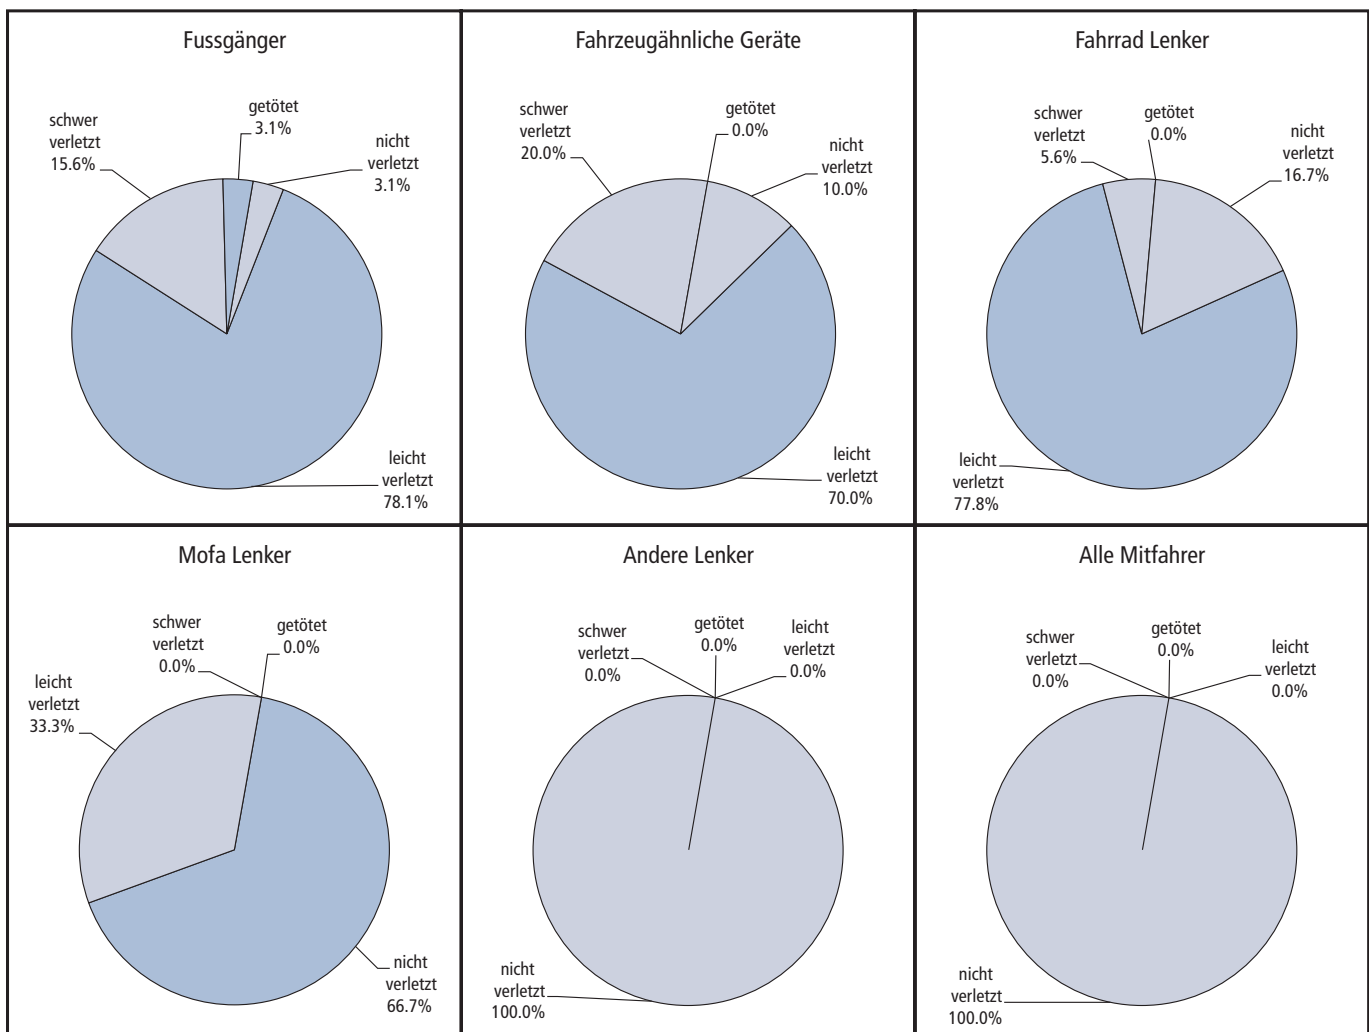 Fussgänger
schwer
verletzt
15.6%
getötet
3.1%
nicht
verletzt
3.1%
leicht
verletzt
78.1%
Fahrzeugähnliche Geräte
schwer
verletzt
20.0%
getötet
0.0%
nicht
verletzt
10.0%
leicht
verletzt
70.0%
Fahrrad Lenker
schwer
verletzt
5.6%
getötet
0.0%
nicht
verletzt
16.7%
leicht
verletzt
77.8%
Mofa Lenker
leicht
verletzt
33.3%
schwer
verletzt
0.0%
getötet
0.0%
nicht
verletzt
66.7%
Andere Lenker
schwer
verletzt
0.0%
getötet
0.0%
leicht
verletzt
0.0%
nicht
verletzt
100.0%
Alle Mitfahrer
schwer
verletzt
0.0%
getötet
0.0%
leicht
verletzt
0.0%
nicht
verletzt
100.0%